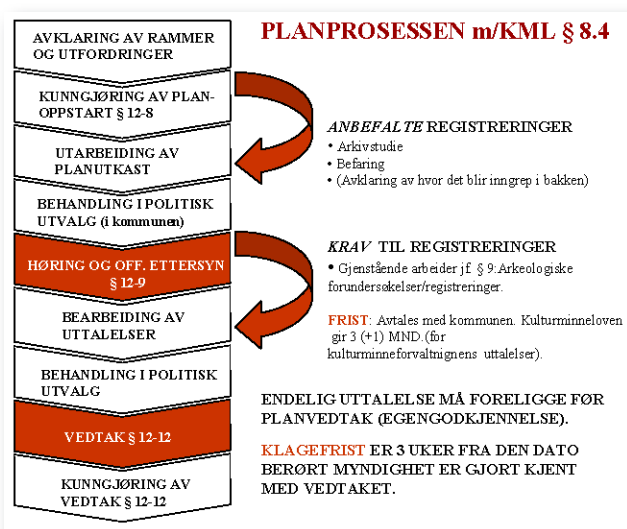 PLANPROSESSEN m/KML § 8.4
AVKLARING AV RAMMER
OG UTFORDRINGER
KUNNGJØRING AV PLAN-
OPPSTART § 12-8
UTARBEIDING AV
PLANUTKAST
BEHANDLING I POLITISK
UTVALG (i kommunen)
HØRING OG OFF. ETTERSYN
§ 12-9
BEARBEIDING AV
UTTALELSER
BEHANDLING I POLITISK
UTVALG
VEDTAK § 12-12
KUNNGJØRING AV
VEDTAK § 12-12
ANBEFALTE REGISTRERINGER
• Arkivstudie
• Befaring
• (Avklaring av hvor det blir inngrep i bakken)
KRAV TIL REGISTRERINGER
• Gjenstående arbeider jf. § 9: Arkeologiske
forundersøkelser/registreringer.
FRIST: Avtales med kommunen. Kulturminneloven
gir 3 (+1) MND.(for
kulturminneforvaltnignens uttalelser).
ENDELIG UTTALELSE MÅ FORELIGGE FØR
PLANVEDTAK (EGENGODKJENNELSE).
KLAGEFRIST ER 3 UKER FRA DEN DATO
BERØRT MYNDIGHET ER GJORT KJENT
MED VEDTAKET.